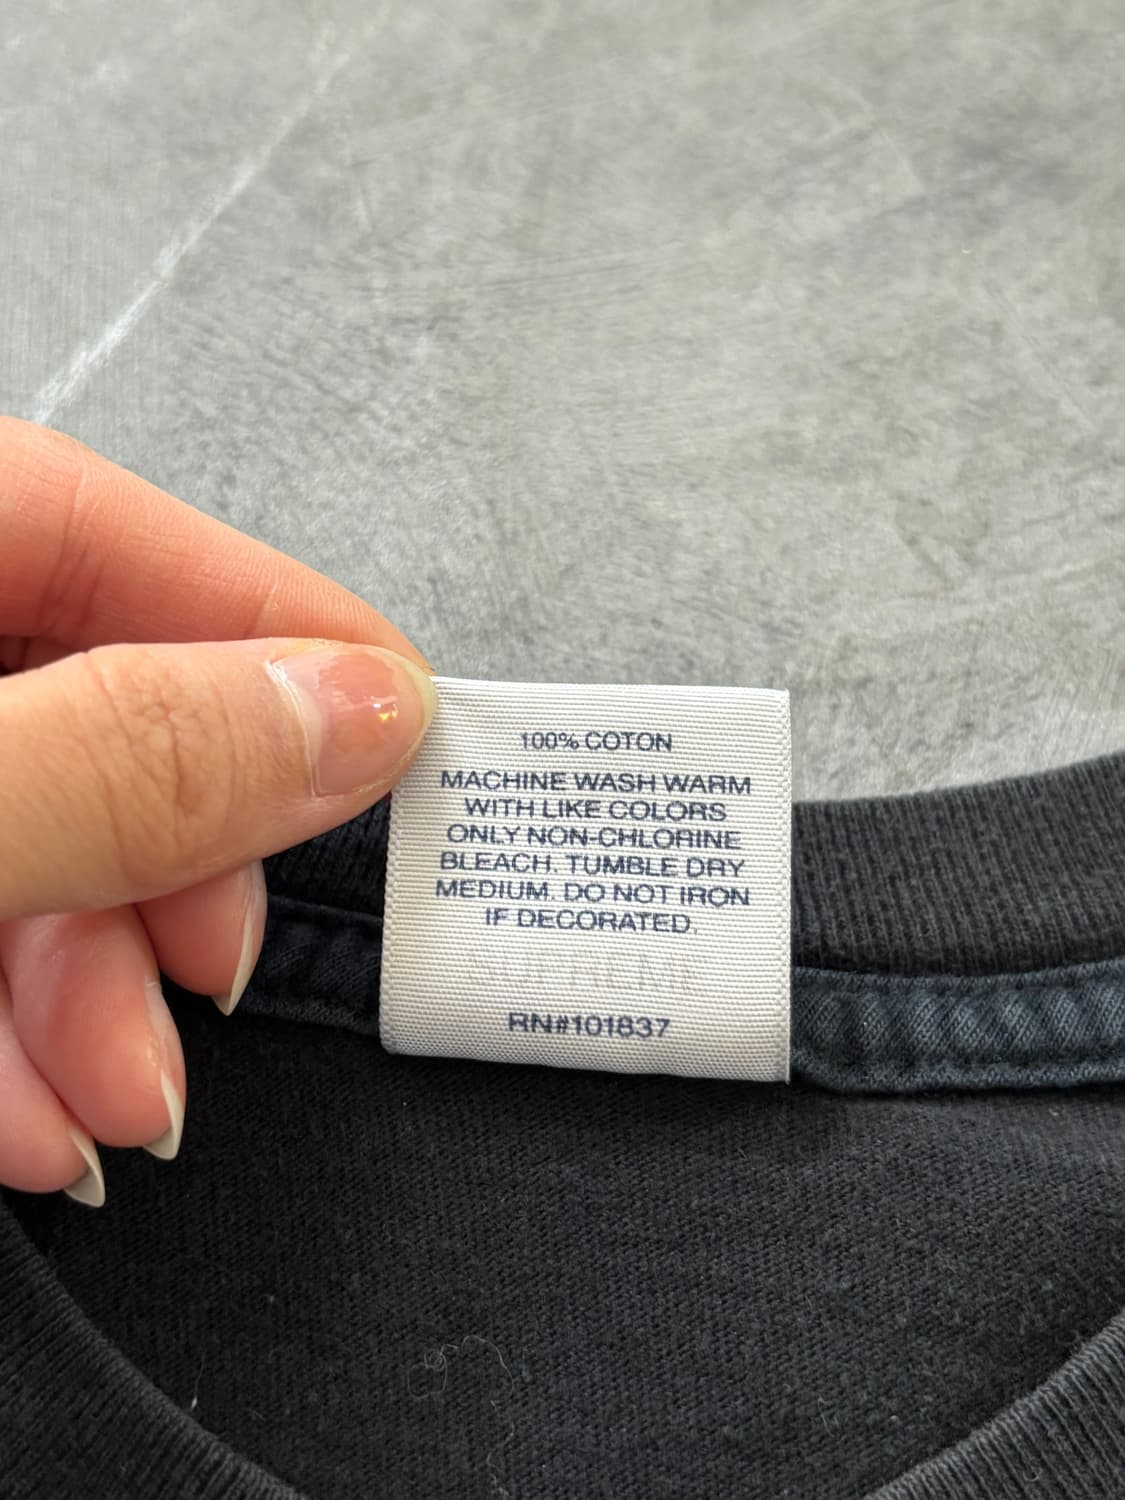 100% COTON
MACHINE WASH WARM
WITH LIKE COLORS
ONLY NON-CHLORINE
BLEACH. TUMBLE DRY
MEDIUM. DO NOT IRON
IF DECORATED.
SUPREME
RN#101837